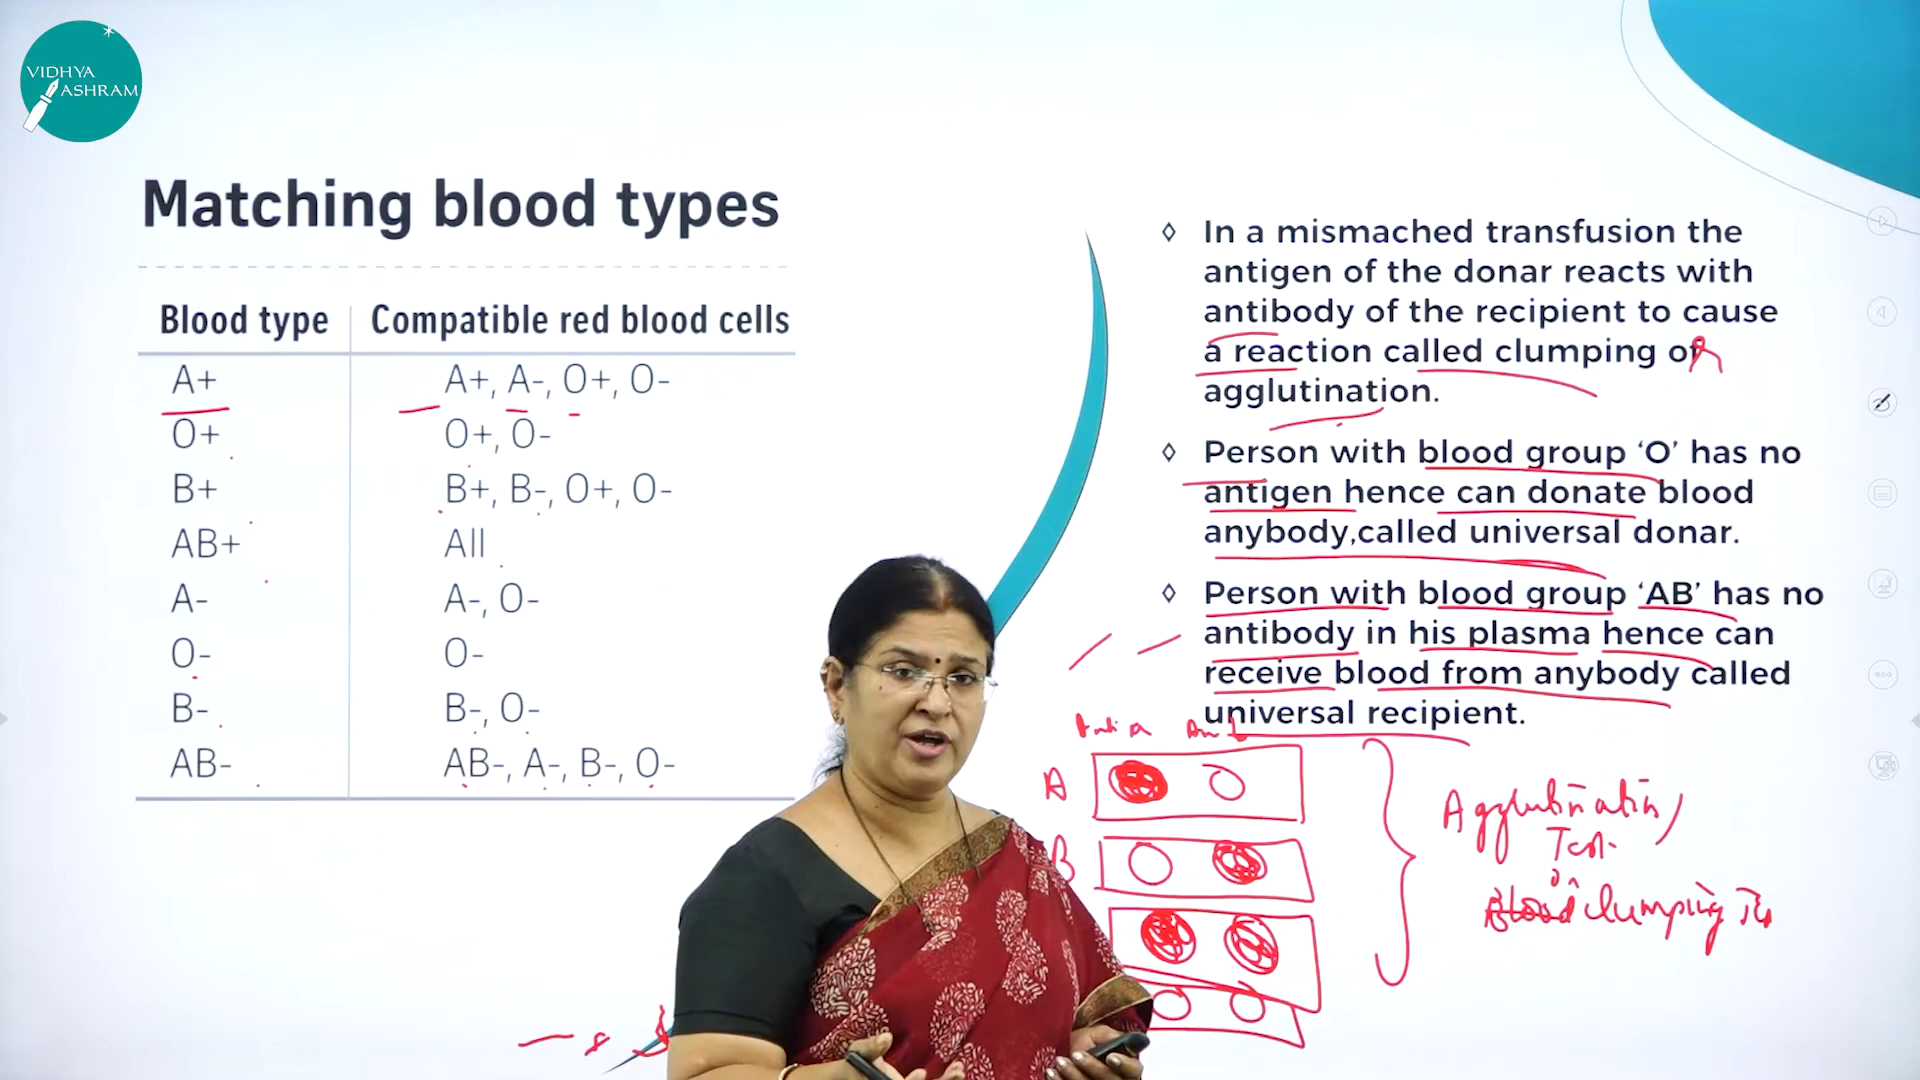 VIDHYA
ASHRAM
Matching blood types
Blood type Compatible red blood cells
A+ A+, A-, O+, O-
O+ O+, O-
B+ B+, B-, O+, O-
AB+ All
A- A-, O-
O- O-
B- B-, O-
AB- AB-, A-, B-, O-
◊ In a mismached transfusion the
antigen of the donar reacts with
antibody of the recipient to cause
a reaction called clumping or
agglutination.
◊ Person with blood group ‘O’ has no
antigen hence can donate blood
anybody,called universal donar.
◊ Person with blood group ‘AB’ has no
antibody in his plasma hence can
receive blood from anybody called
universal recipient.
A
B
Agglutination
Test
or
Blood clumping